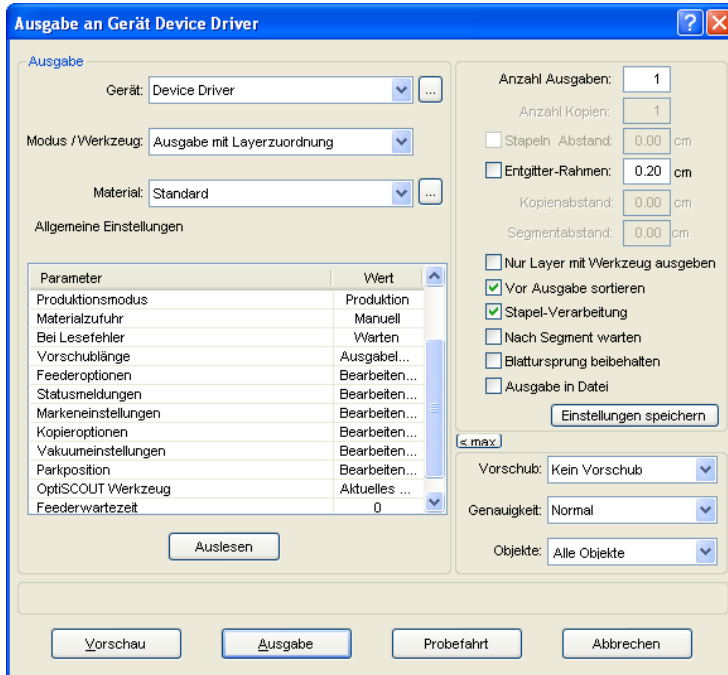 Ausgabe an Gerät Device Driver
Ausgabe
Gerät: Device Driver ...
Modus / Werkzeug: Ausgabe mit Layerzuordnung
Material: Standard ...
Allgemeine Einstellungen
Parameter Wert
Produktionsmodus Produktion
Materialzufuhr Manuell
Bei Lesefehler Warten
Vorschublänge Ausgabel...
Feederoptionen Bearbeiten...
Statusmeldungen Bearbeiten...
Markeneinstellungen Bearbeiten...
Kopieroptionen Bearbeiten...
Vakuumeinstellungen Bearbeiten...
Parkposition Bearbeiten...
OptiSCOUT Werkzeug Aktuelles ...
Feederwartezeit 0
Auslesen
Anzahl Ausgaben: 1
Anzahl Kopien: 1
Stapeln Abstand: 0.00 cm
Entgitter-Rahmen: 0.20 cm
Kopienabstand: 0.00 cm
Segmentabstand: 0.00 cm
Nur Layer mit Werkzeug ausgeben
Vor Ausgabe sortieren
Stapel-Verarbeitung
Nach Segment warten
Blattursprung beibehalten
Ausgabe in Datei
Einstellungen speichern
< max
Vorschub: Kein Vorschub
Genauigkeit: Normal
Objekte: Alle Objekte
Vorschau Ausgabe Probefahrt Abbrechen